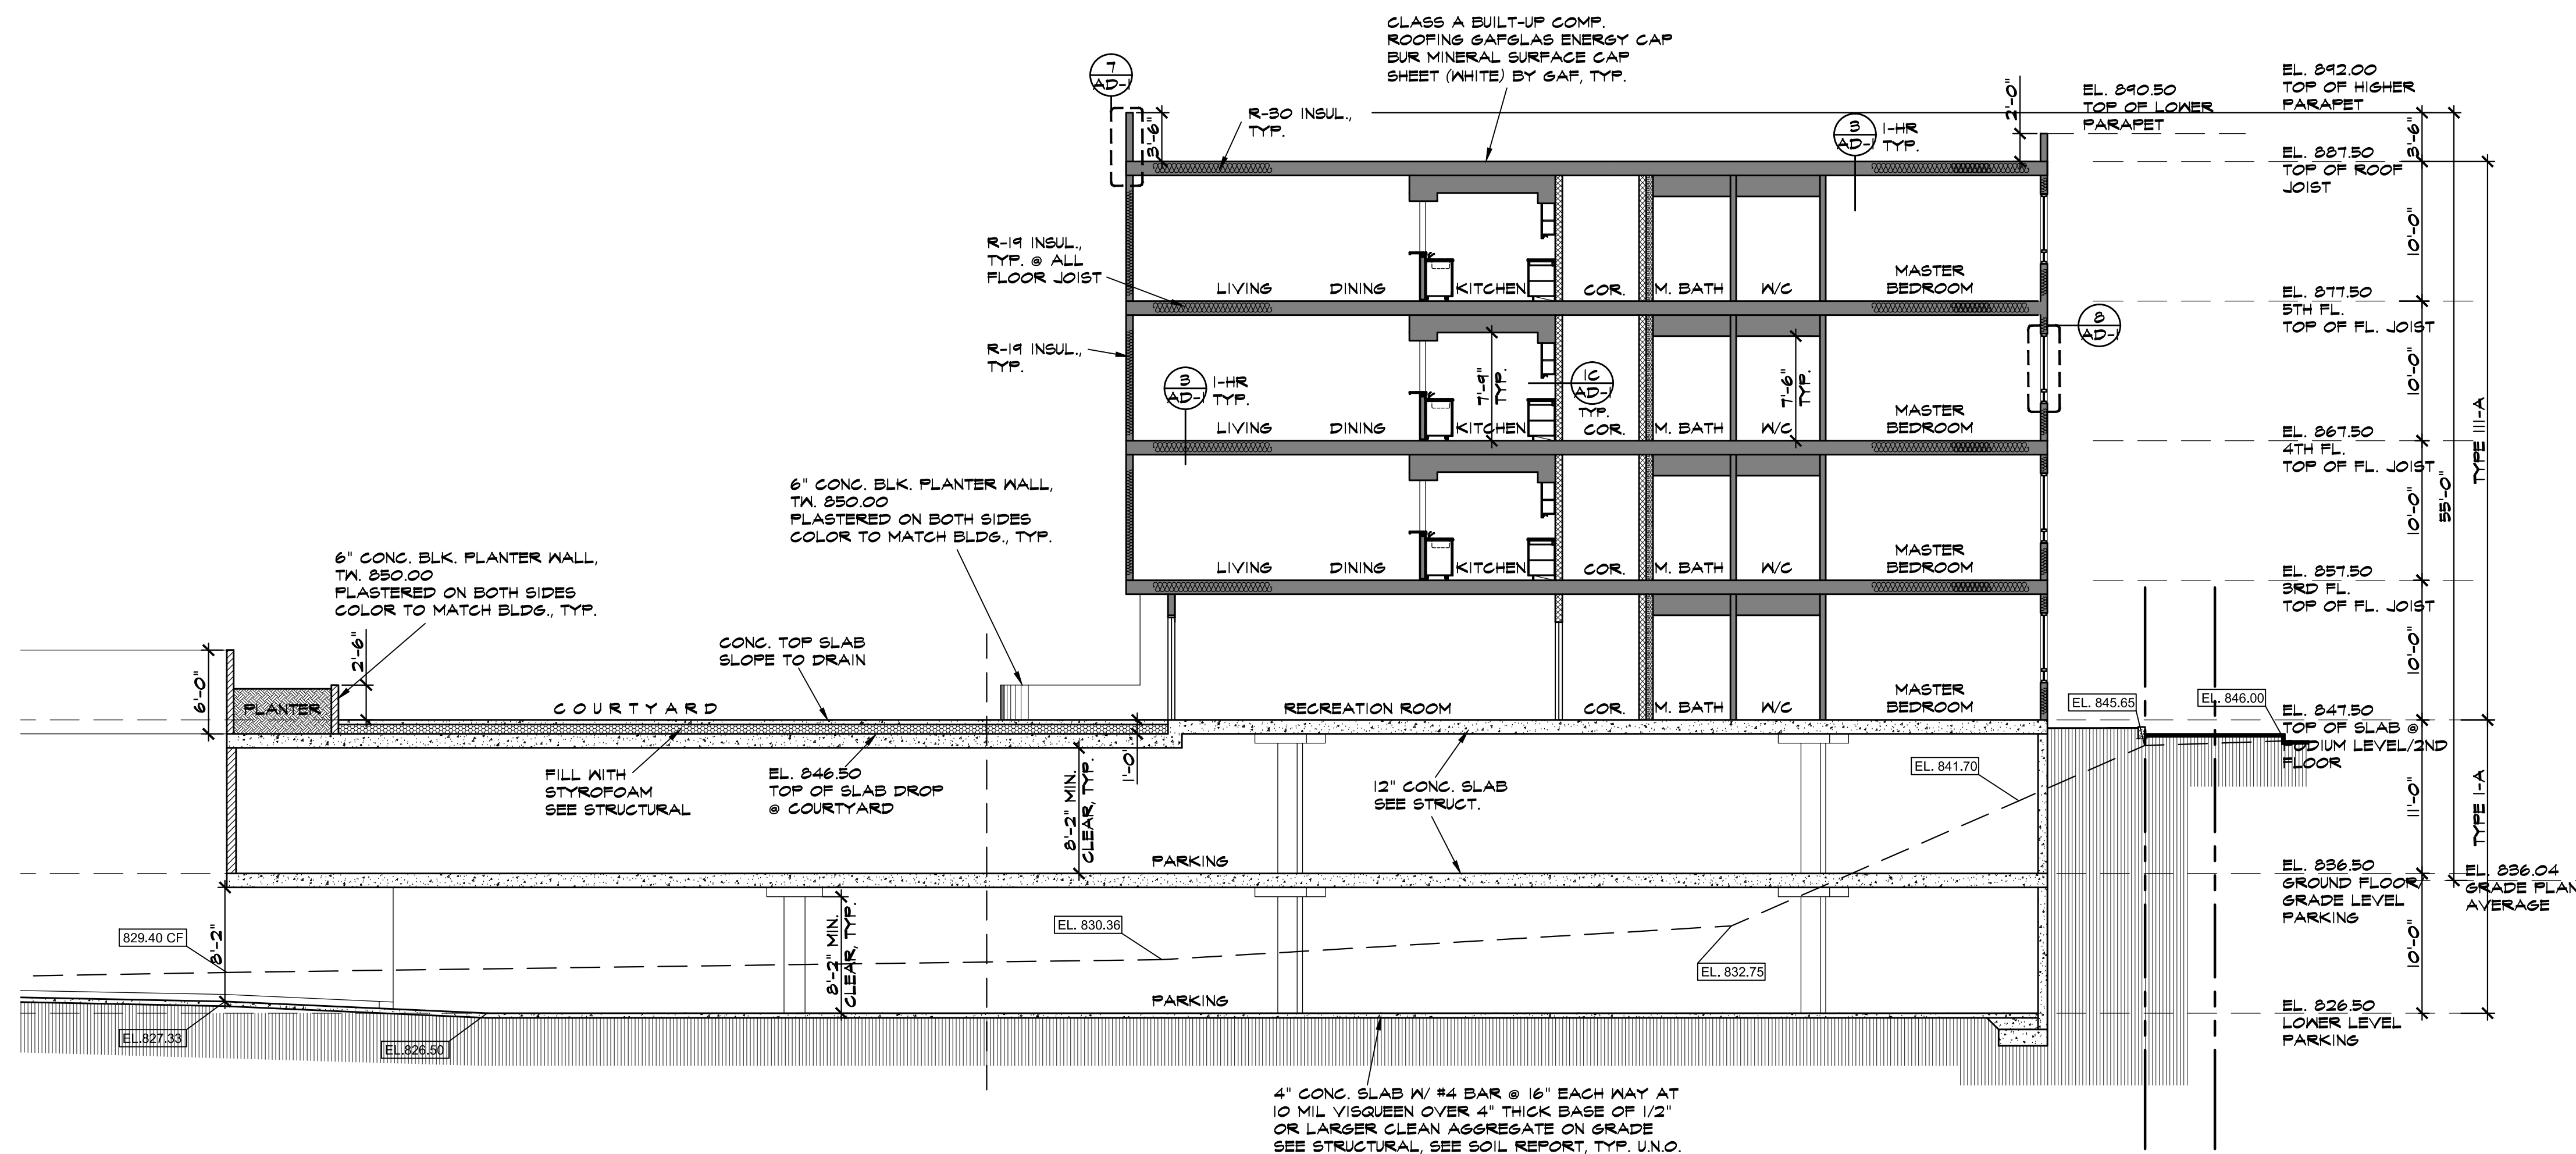 CLASS A BUILT-UP COMP.
ROOFING GAFGLAS ENERGY CAP
BUR MINERAL SURFACE CAP
SHEET (WHITE) BY GAF, TYP.
7
AD-1
3'-6"
R-30 INSUL.,
TYP.
3
AD-1
1-HR
TYP.
2'-0"
EL. 890.50
TOP OF LOWER
PARAPET
EL. 892.00
TOP OF HIGHER
PARAPET
3'-6"
EL. 887.50
TOP OF ROOF
JOIST
10'-0"
R-19 INSUL.,
TYP. @ ALL
FLOOR JOIST
LIVING
DINING
KITCHEN
COR.
M. BATH
W/C
MASTER
BEDROOM
EL. 877.50
5TH FL.
TOP OF FL. JOIST
8
AD-1
R-19 INSUL.,
TYP.
3
AD-1
1-HR
TYP.
7'-9"
TYP.
1C
AD-1
TYP.
7'-6"
TYP.
10'-0"
LIVING
DINING
KITCHEN
COR.
M. BATH
W/C
MASTER
BEDROOM
EL. 867.50
4TH FL.
TOP OF FL. JOIST
TYPE III-A
55'-0"
10'-0"
6" CONC. BLK. PLANTER WALL,
TW. 850.00
PLASTERED ON BOTH SIDES
COLOR TO MATCH BLDG., TYP.
6" CONC. BLK. PLANTER WALL,
TW. 850.00
PLASTERED ON BOTH SIDES
COLOR TO MATCH BLDG., TYP.
LIVING
DINING
KITCHEN
COR.
M. BATH
W/C
MASTER
BEDROOM
EL. 857.50
3RD FL.
TOP OF FL. JOIST
10'-0"
6'-0"
2'-6"
CONC. TOP SLAB
SLOPE TO DRAIN
PLANTER
COURTYARD
RECREATION ROOM
COR.
M. BATH
W/C
MASTER
BEDROOM
EL. 845.65
EL. 846.00
EL. 847.50
TOP OF SLAB @
PODIUM LEVEL/2ND
FLOOR
FILL WITH
STYROFOAM
SEE STRUCTURAL
EL. 846.50
TOP OF SLAB DROP
@ COURTYARD
8'-2" MIN.
CLEAR, TYP.
1'-0"
12" CONC. SLAB
SEE STRUCT.
EL. 841.70
11'-0"
TYPE I-A
PARKING
EL. 836.50
GROUND FLOOR/
GRADE LEVEL
PARKING
EL. 836.04
GRADE PLAN
AVERAGE
829.40 CF
8'-2"
8'-2" MIN.
CLEAR, TYP.
EL. 830.36
EL. 832.75
10'-0"
PARKING
EL. 826.50
LOWER LEVEL
PARKING
EL.827.33
EL.826.50
4" CONC. SLAB W/ #4 BAR @ 16" EACH WAY AT
10 MIL VISQUEEN OVER 4" THICK BASE OF 1/2"
OR LARGER CLEAN AGGREGATE ON GRADE
SEE STRUCTURAL, SEE SOIL REPORT, TYP. U.N.O.